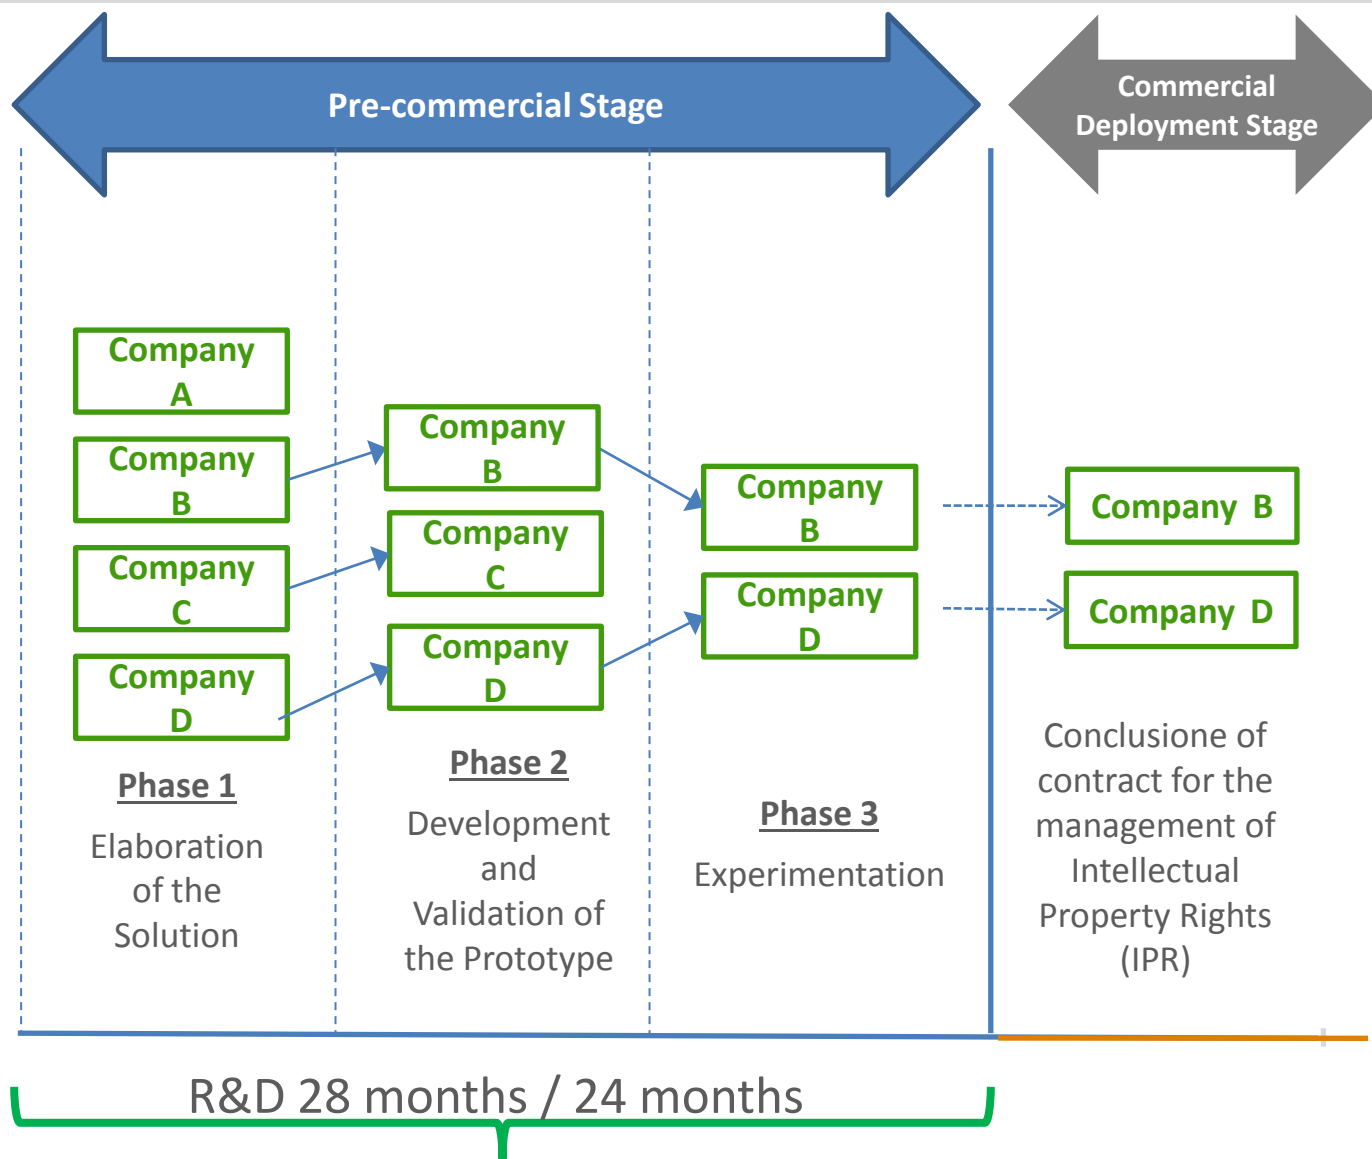 Pre-commercial Stage
Commercial
Deployment Stage
Company
A
Company
B
Company
C
Company
D
Phase 1
Elaboration
of the
Solution
Company
B
Company
C
Company
D
Phase 2
Development
and
Validation of
the Prototype
Company
B
Company
D
Phase 3
Experimentation
Company B
Company D
Conclusione of
contract for the
management of
Intellectual
Property Rights
(IPR)
R&D 28 months / 24 months